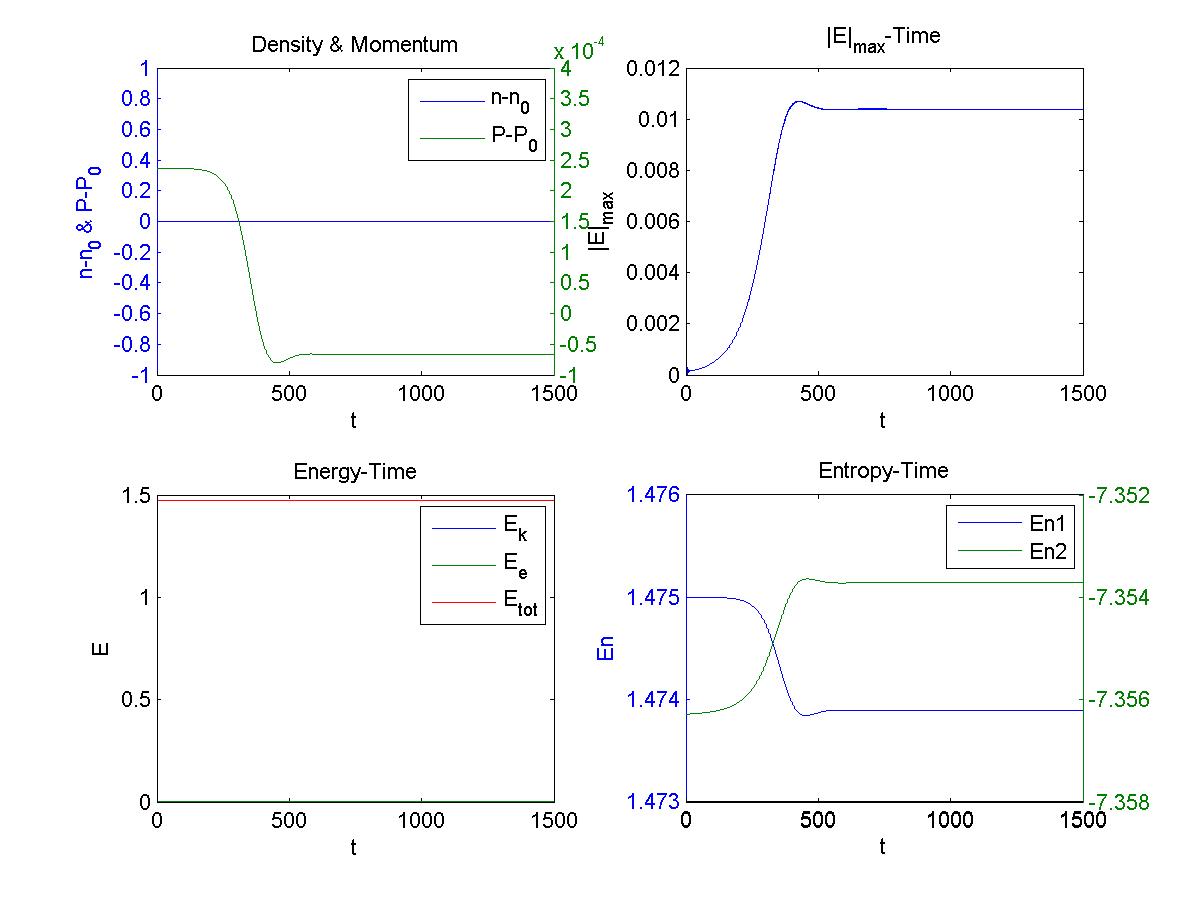 Density & Momentum
x 10^-4
1
0.8
0.6
0.4
0.2
0
-0.2
-0.4
-0.6
-0.8
-1
n-n_0 & P-P_0
4
3.5
3
2.5
2
1.5
1
0.5
0
-0.5
-1
n-n_0
P-P_0
0 500 1000 1500
t
|E|_max-Time
0.012
0.01
0.008
0.006
0.004
0.002
0
|E|_max
0 500 1000 1500
t
Energy-Time
1.5
1
0.5
0
E
E_k
E_e
E_tot
0 500 1000 1500
t
Entropy-Time
1.476
1.475
1.474
1.473
En
-7.352
-7.354
-7.356
-7.358
En1
En2
0 500 1000 1500
t